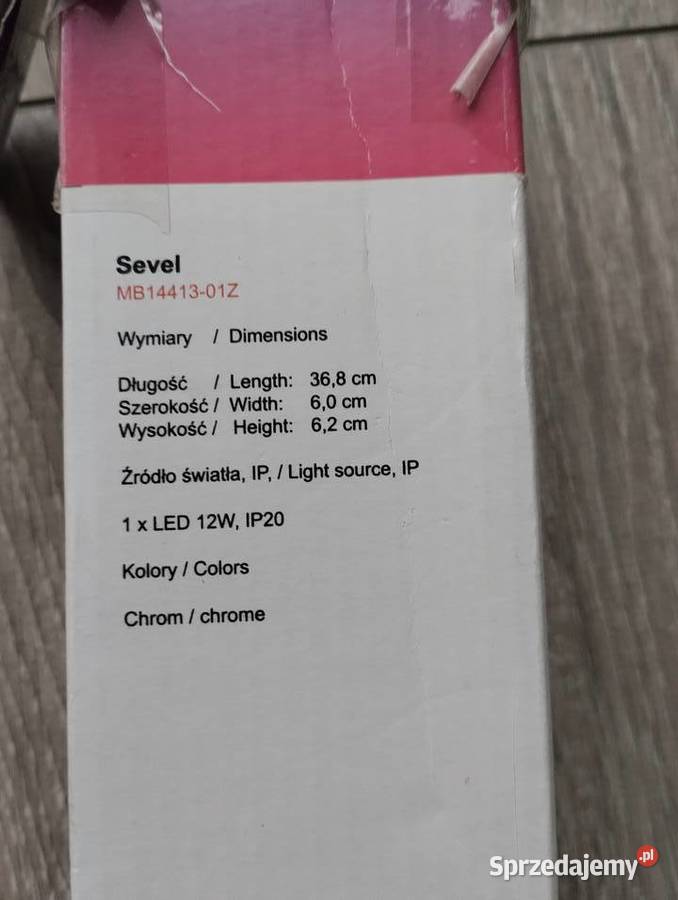 Sevel
MB14413-01Z
Wymiary / Dimensions
Długość / Length: 36,8 cm
Szerokość / Width: 6,0 cm
Wysokość / Height: 6,2 cm
Źródło światła, IP, / Light source, IP
1 x LED 12W, IP20
Kolory / Colors
Chrom / chrome
Sprzedajemy.pl